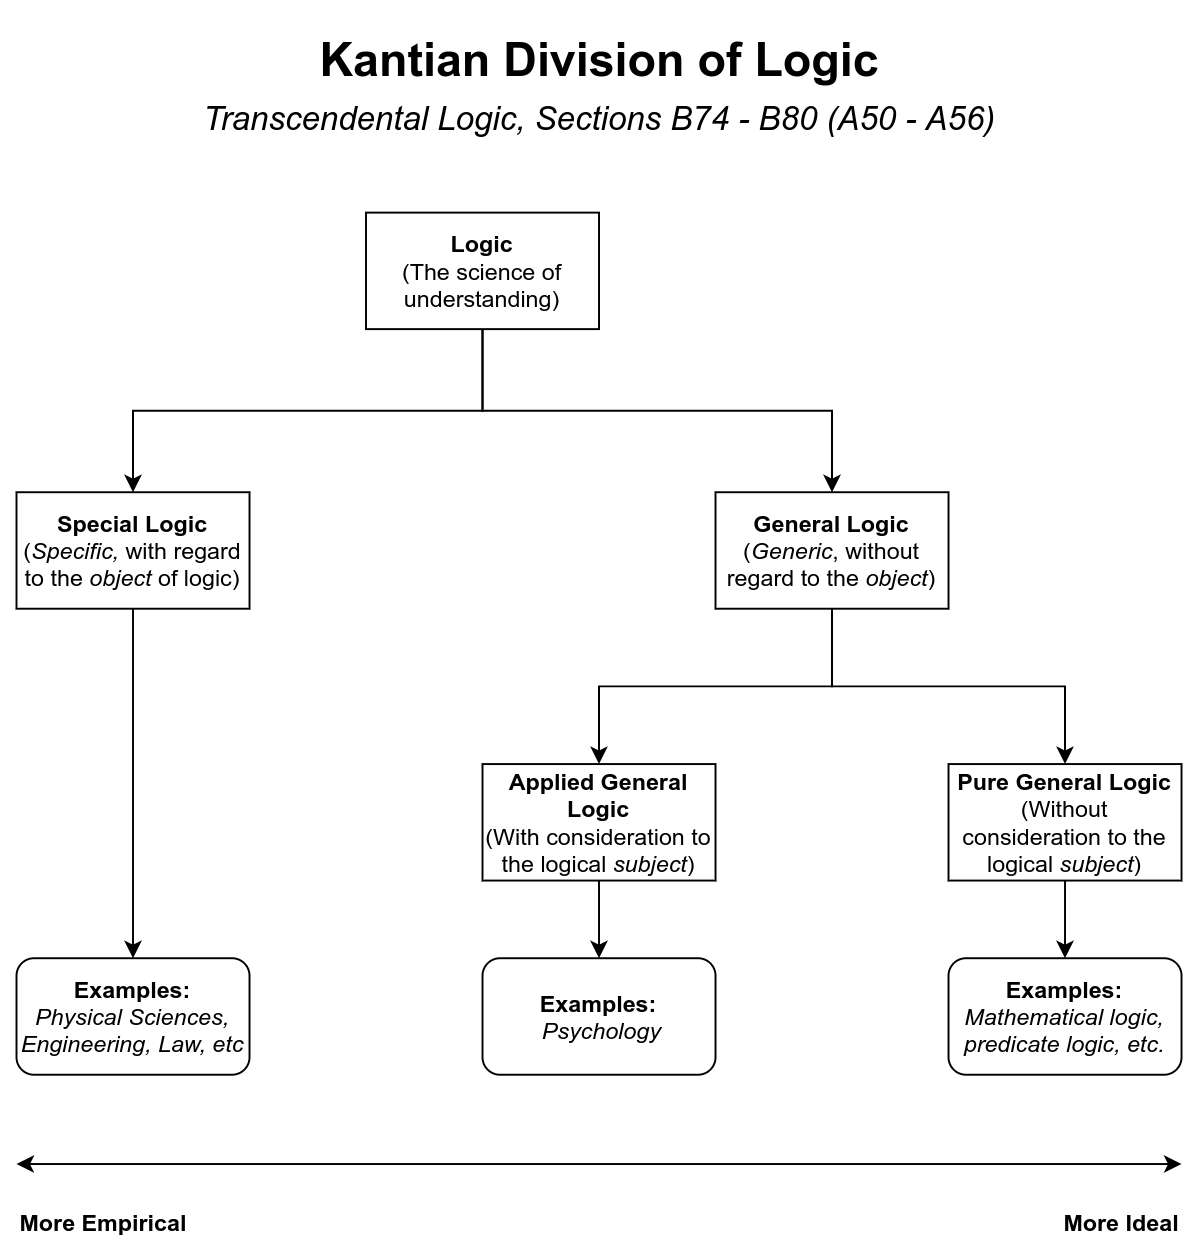 Kantian Division of Logic
Transcendental Logic, Sections B74 - B80 (A50 - A56)
Logic
(The science of
understanding)
Special Logic
(Specific, with regard
to the object of logic)
General Logic
(Generic, without
regard to the object)
Applied General
Logic
(With consideration to
the logical subject)
Pure General Logic
(Without
consideration to the
logical subject)
Examples:
Physical Sciences,
Engineering, Law, etc
Examples:
Psychology
Examples:
Mathematical logic,
predicate logic, etc.
More Empirical
More Ideal